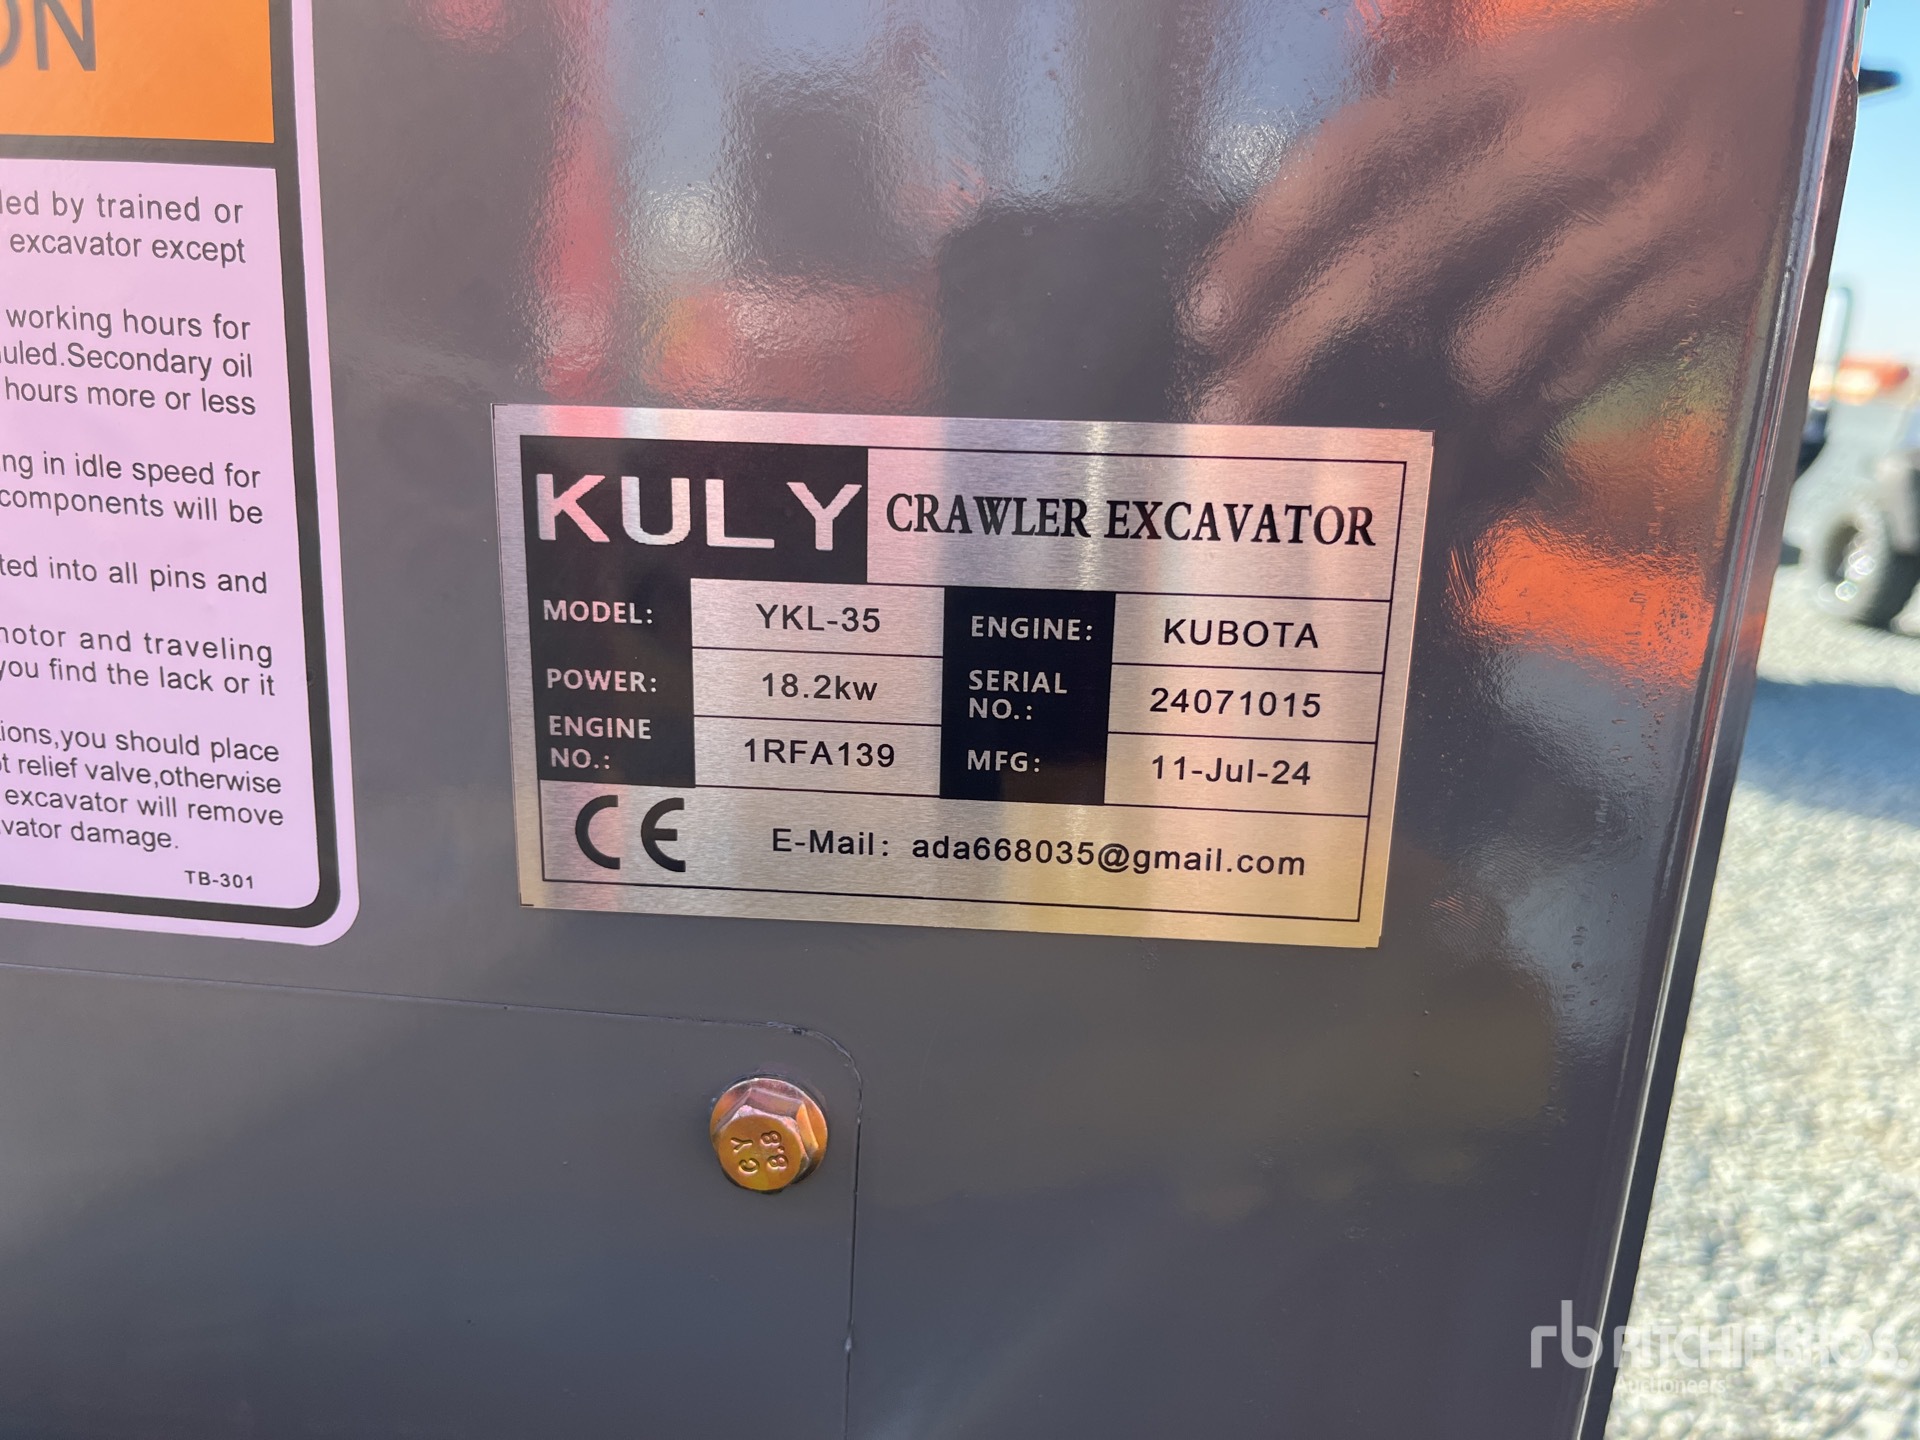 ON
led by trained or
excavator except
working hours for
uled.Secondary oil
hours more or less
ng in idle speed for
components will be
ted into all pins and
notor and traveling
you find the lack or it
tions,you should place
t relief valve,otherwise
excavator will remove
vator damage.
TB-301
KULY CRAWLER EXCAVATOR
MODEL: YKL-35 ENGINE: KUBOTA
POWER: 18.2kw SERIAL NO.: 24071015
ENGINE NO.: 1RFA139 MFG: 11-Jul-24
CE E-Mail: ada668035@gmail.com
CY
8.8
rb RITCHIE BROS.
Auctioneers